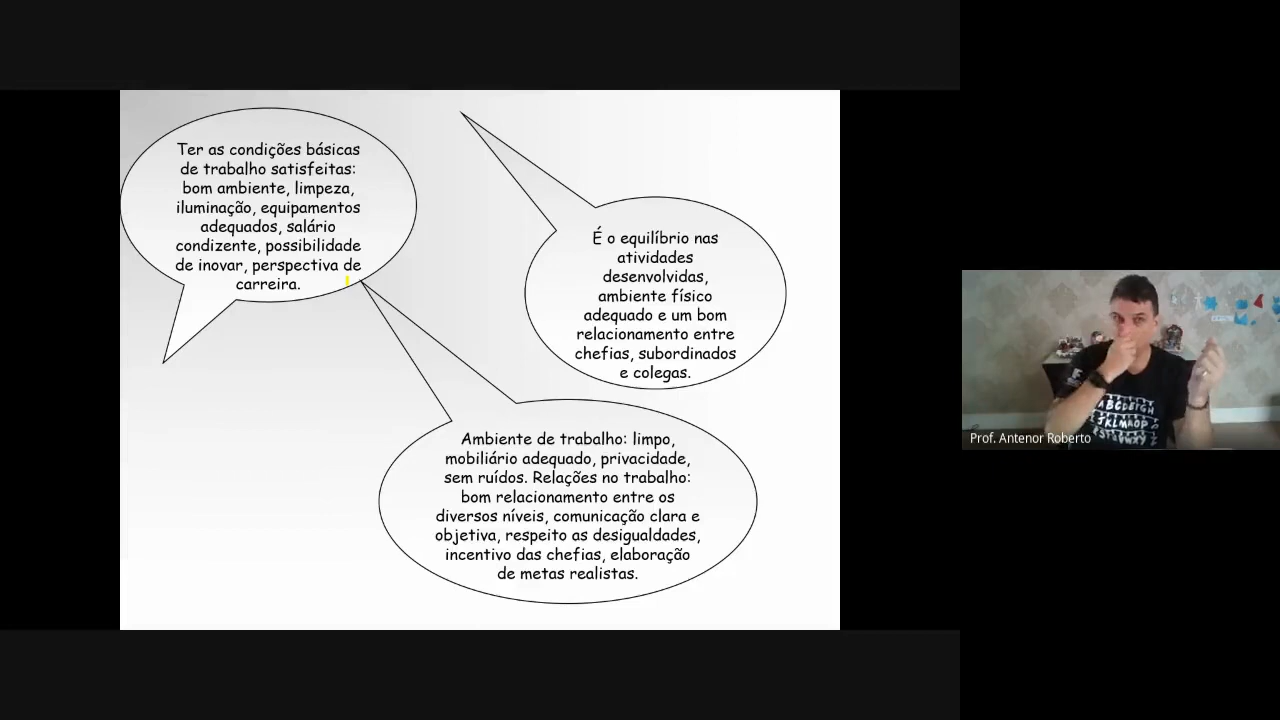 Ter as condições básicas
de trabalho satisfeitas:
bom ambiente, limpeza,
iluminação, equipamentos
adequados, salário
condizente, possibilidade
de inovar, perspectiva de
carreira.
É o equilíbrio nas
atividades
desenvolvidas,
ambiente físico
adequado e um bom
relacionamento entre
chefias, subordinados
e colegas.
Ambiente de trabalho: limpo,
mobiliário adequado, privacidade,
sem ruídos. Relações no trabalho:
bom relacionamento entre os
diversos níveis, comunicação clara e
objetiva, respeito as desigualdades,
incentivo das chefias, elaboração
de metas realistas.
Prof. Antenor Roberto